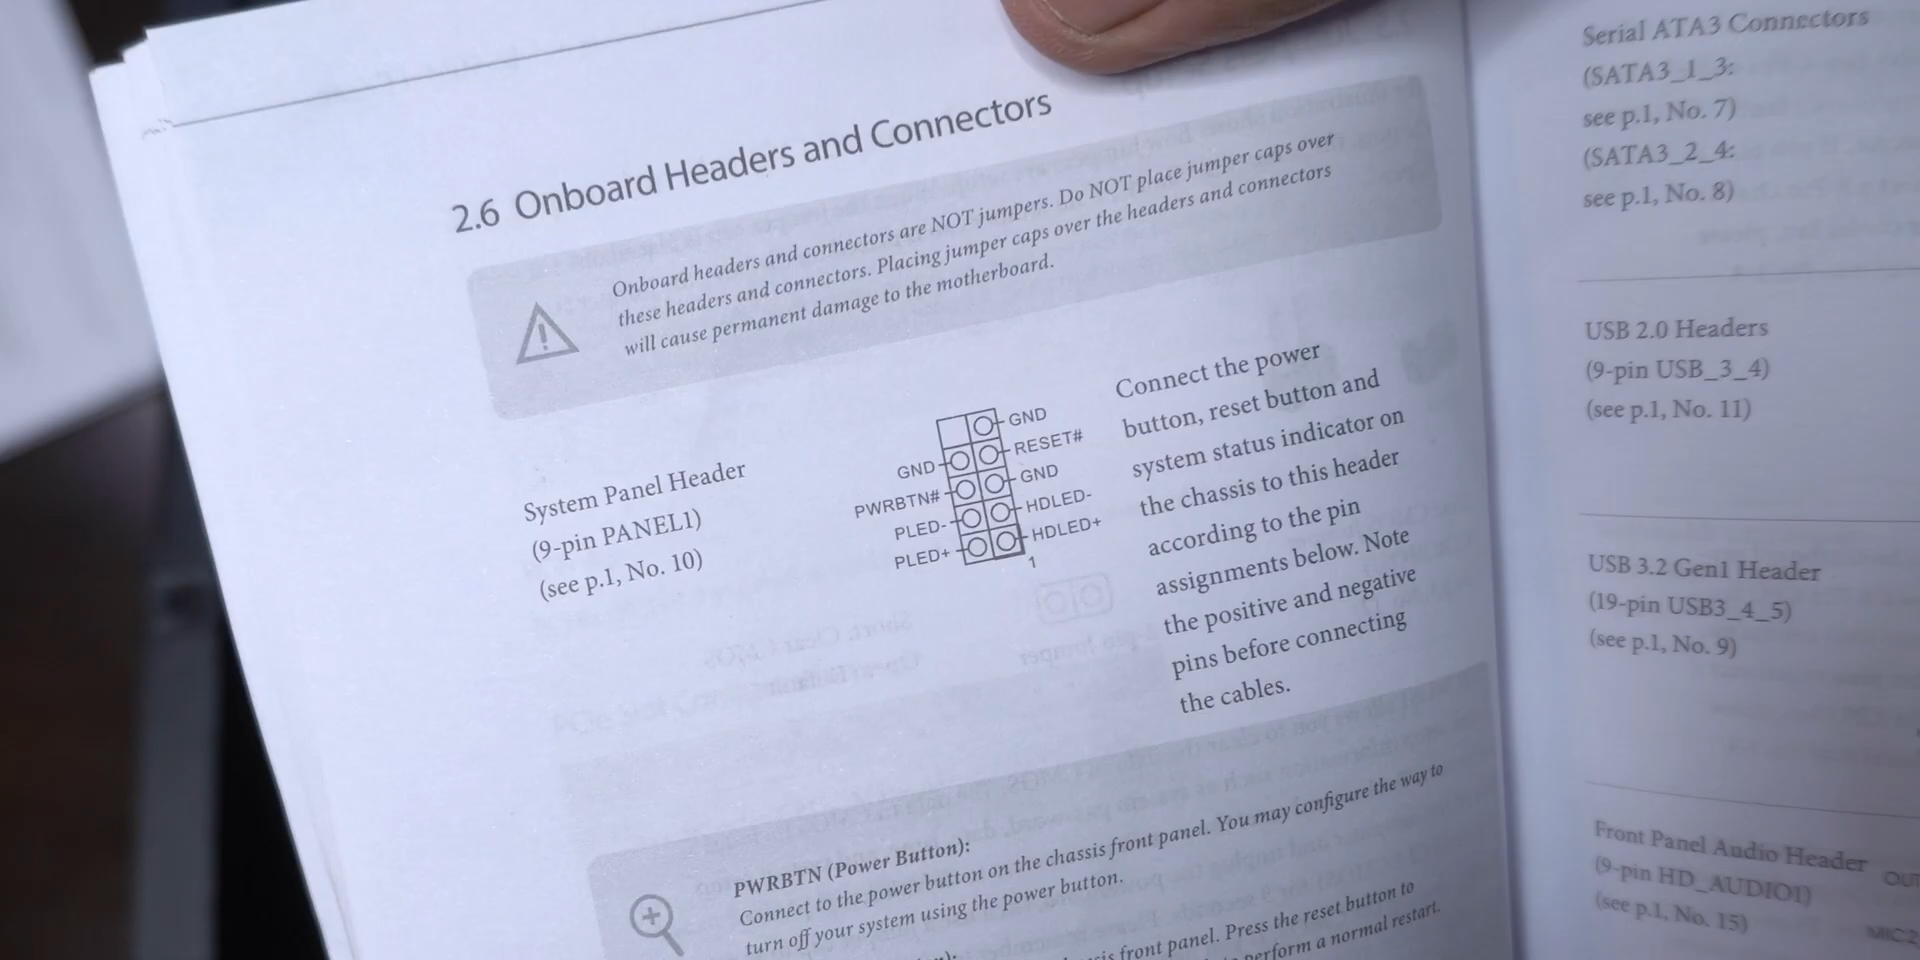 2.6 Onboard Headers and Connectors
Onboard headers and connectors are NOT jumpers. Do NOT place jumper caps over
these headers and connectors. Placing jumper caps over the headers and connectors
will cause permanent damage to the motherboard.
System Panel Header
(9-pin PANEL1)
(see p.1, No. 10)
GND
RESET#
GND
GND
PWRBTN#
HDLED-
PLED-
HDLED+
PLED+
1
Connect the power
button, reset button and
system status indicator on
the chassis to this header
according to the pin
assignments below. Note
the positive and negative
pins before connecting
the cables.
PWRBTN (Power Button):
Connect to the power button on the chassis front panel. You may configure the way to
turn off your system using the power button.
front panel. Press the reset button to
perform a normal restart.
Serial ATA3 Connectors
(SATA3_1_3:
see p.1, No. 7)
(SATA3_2_4:
see p.1, No. 8)
USB 2.0 Headers
(9-pin USB_3_4)
(see p.1, No. 11)
USB 3.2 Gen1 Header
(19-pin USB3_4_5)
(see p.1, No. 9)
Front Panel Audio Header
(9-pin HD_AUDIO1)
(see p.1, No. 15)